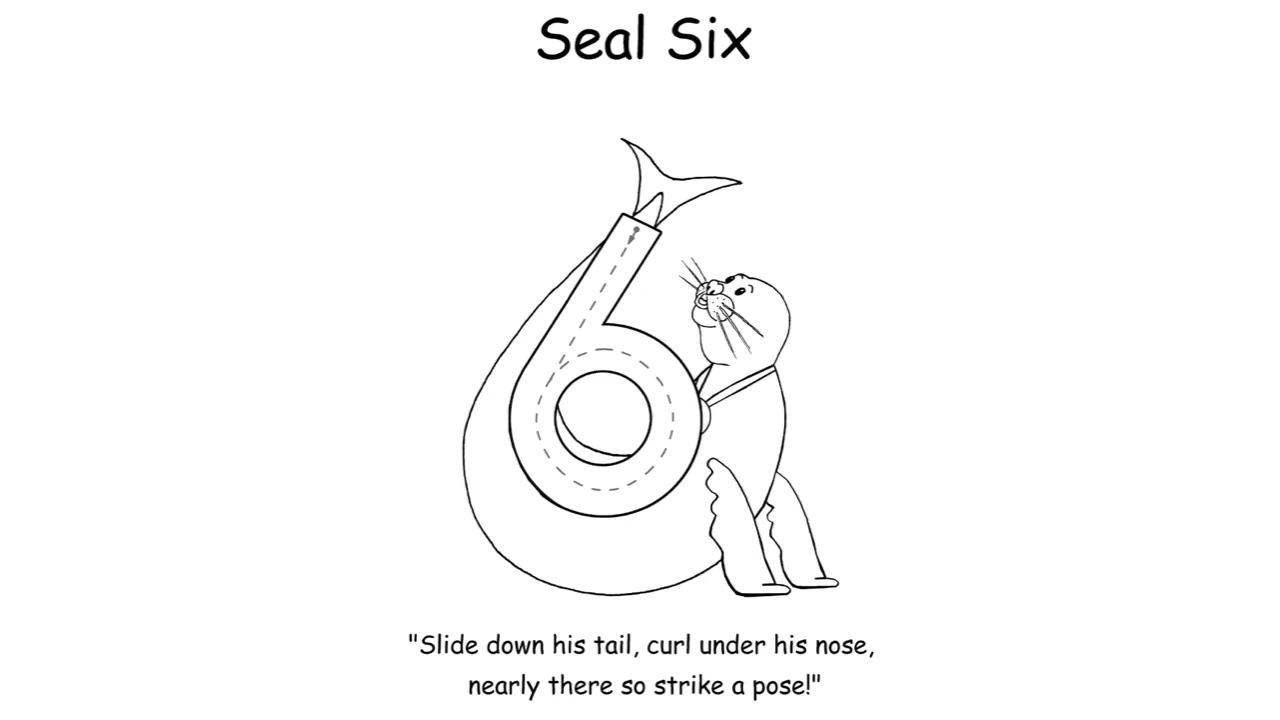 Seal Six
"Slide down his tail, curl under his nose,
nearly there so strike a pose!"